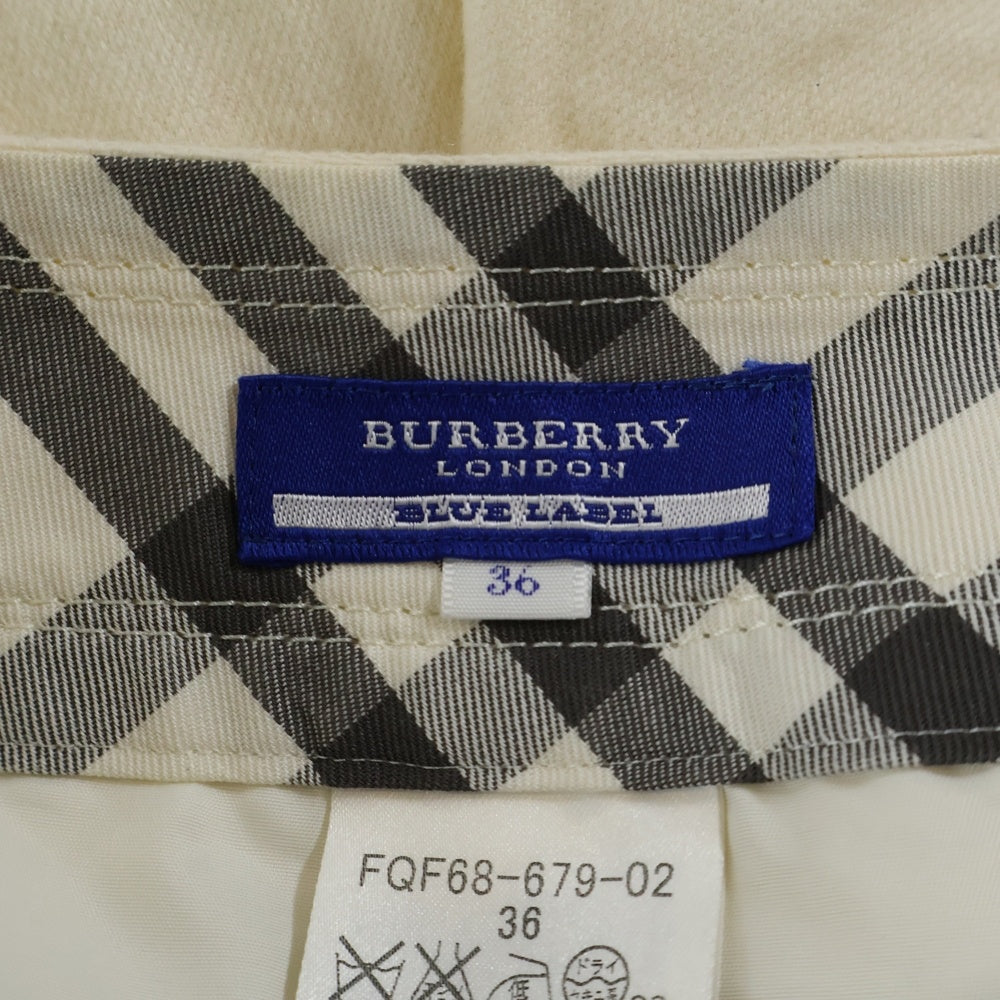 BURBERRY
LONDON
BLUE LABEL
36
FQF68-679-02
36
低
ドライ